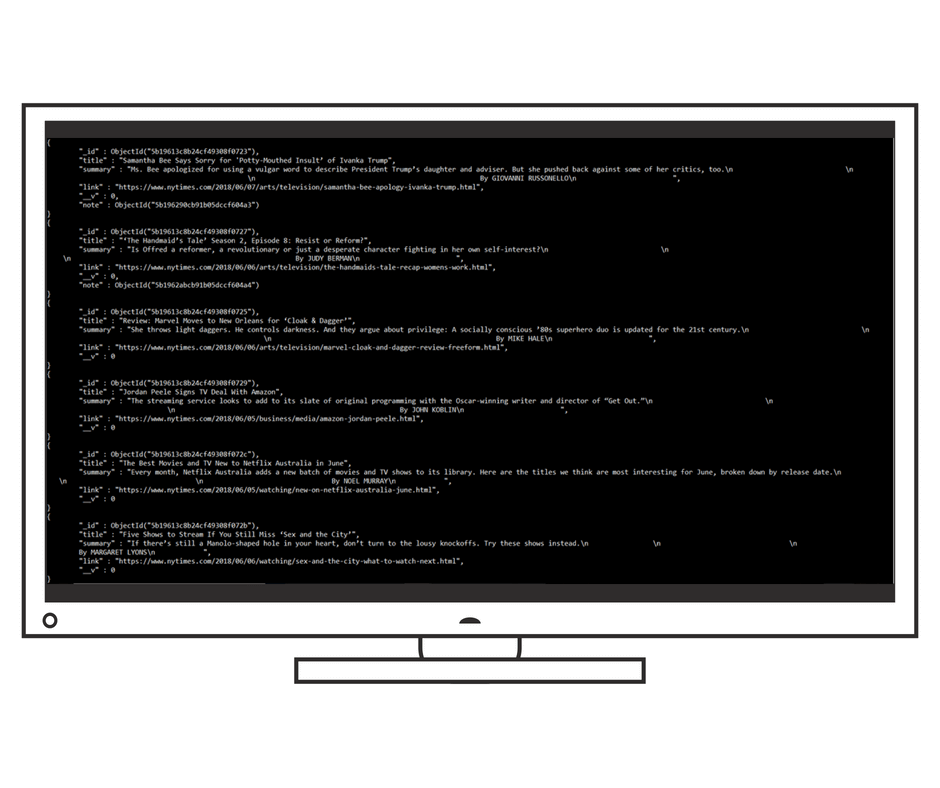 {
"_id" : ObjectId("5b19613c8b24cf49308f0723"),
"title" : "Samantha Bee Says Sorry for 'Potty-Mouthed Insult' of Ivanka Trump",
"summary" : "Ms. Bee apologized for using a vulgar word to describe President Trump's daughter and adviser. But she pushed back against some of her critics, too.\n \n
\n By GIOVANNI RUSSONELLO\n ",
"link" : "https://www.nytimes.com/2018/06/07/arts/television/samantha-bee-apology-ivanka-trump.html",
"__v" : 0,
"note" : ObjectId("5b196290cb91b05dccf604a3")
}
{
"_id" : ObjectId("5b19613c8b24cf49308f0727"),
"title" : "'The Handmaid's Tale' Season 2, Episode 8: Resist or Reform?",
"summary" : "Is Offred a reformer, a revolutionary or just a desperate character fighting in her own self-interest?\n \n
\n By JUDY BERMAN\n ",
"link" : "https://www.nytimes.com/2018/06/06/arts/television/the-handmaids-tale-recap-womens-work.html",
"__v" : 0,
"note" : ObjectId("5b1962abcb91b05dccf604a4")
}
{
"_id" : ObjectId("5b19613c8b24cf49308f0725"),
"title" : "Review: Marvel Moves to New Orleans for 'Cloak & Dagger'",
"summary" : "She throws light daggers. He controls darkness. And they argue about privilege: A socially conscious '80s superhero duo is updated for the 21st century.\n \n
\n By MIKE HALE\n ",
"link" : "https://www.nytimes.com/2018/06/06/arts/television/marvel-cloak-and-dagger-review-freeform.html",
"__v" : 0
}
{
"_id" : ObjectId("5b19613c8b24cf49308f0729"),
"title" : "Jordan Peele Signs TV Deal With Amazon",
"summary" : "The streaming service looks to add to its slate of original programming with the Oscar-winning writer and director of “Get Out.”\n \n
\n By JOHN KOBLIN\n ",
"link" : "https://www.nytimes.com/2018/06/05/business/media/amazon-jordan-peele.html",
"__v" : 0
}
{
"_id" : ObjectId("5b19613c8b24cf49308f072c"),
"title" : "The Best Movies and TV New to Netflix Australia in June",
"summary" : "Every month, Netflix Australia adds a new batch of movies and TV shows to its library. Here are the titles we think are most interesting for June, broken down by release date.\n
\n \n By NOEL MURRAY\n ",
"link" : "https://www.nytimes.com/2018/06/05/watching/new-on-netflix-australia-june.html",
"__v" : 0
}
{
"_id" : ObjectId("5b19613c8b24cf49308f072b"),
"title" : "Five Shows to Stream If You Still Miss 'Sex and the City'",
"summary" : "If there's still a Manolo-shaped hole in your heart, don't turn to the lousy knockoffs. Try these shows instead.\n \n \n
By MARGARET LYONS\n ",
"link" : "https://www.nytimes.com/2018/06/06/watching/sex-and-the-city-what-to-watch-next.html",
"__v" : 0
}